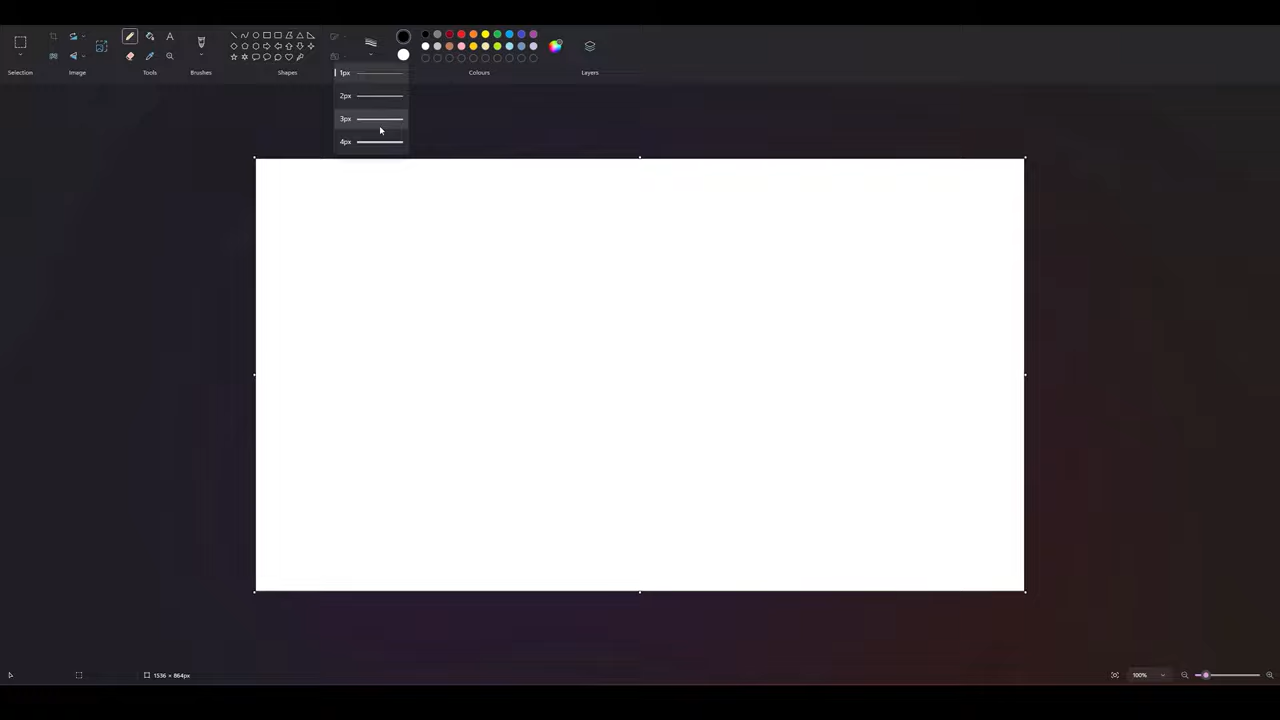 Selection
Image
Tools
Brushes
Shapes
Colours
Layers
1px
2px
3px
4px
1536 × 864px
100%